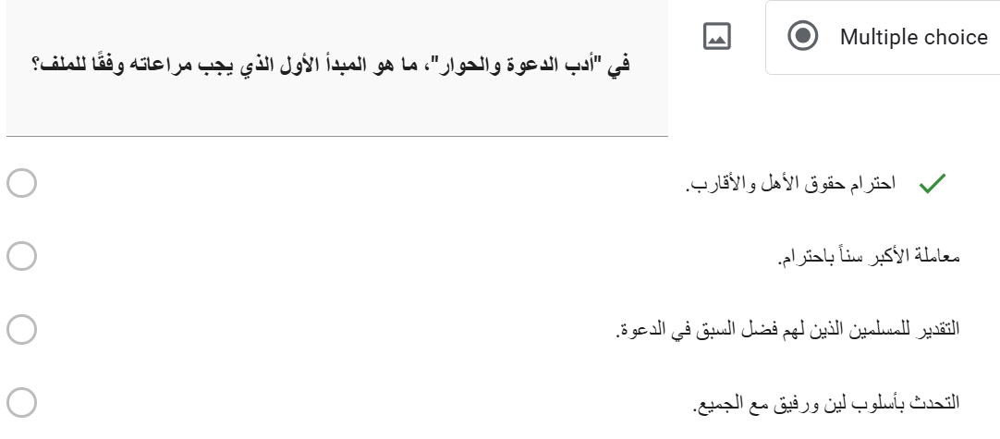 Multiple choice
في "أدب الدعوة والحوار"، ما هو المبدأ الأول الذي يجب مراعاته وفقًا للملف؟
احترام حقوق الأهل والأقارب.
معاملة الأكبر سناً باحترام.
التقدير للمسلمين الذين لهم فضل السبق في الدعوة.
التحدث بأسلوب لين ورفيق مع الجميع.